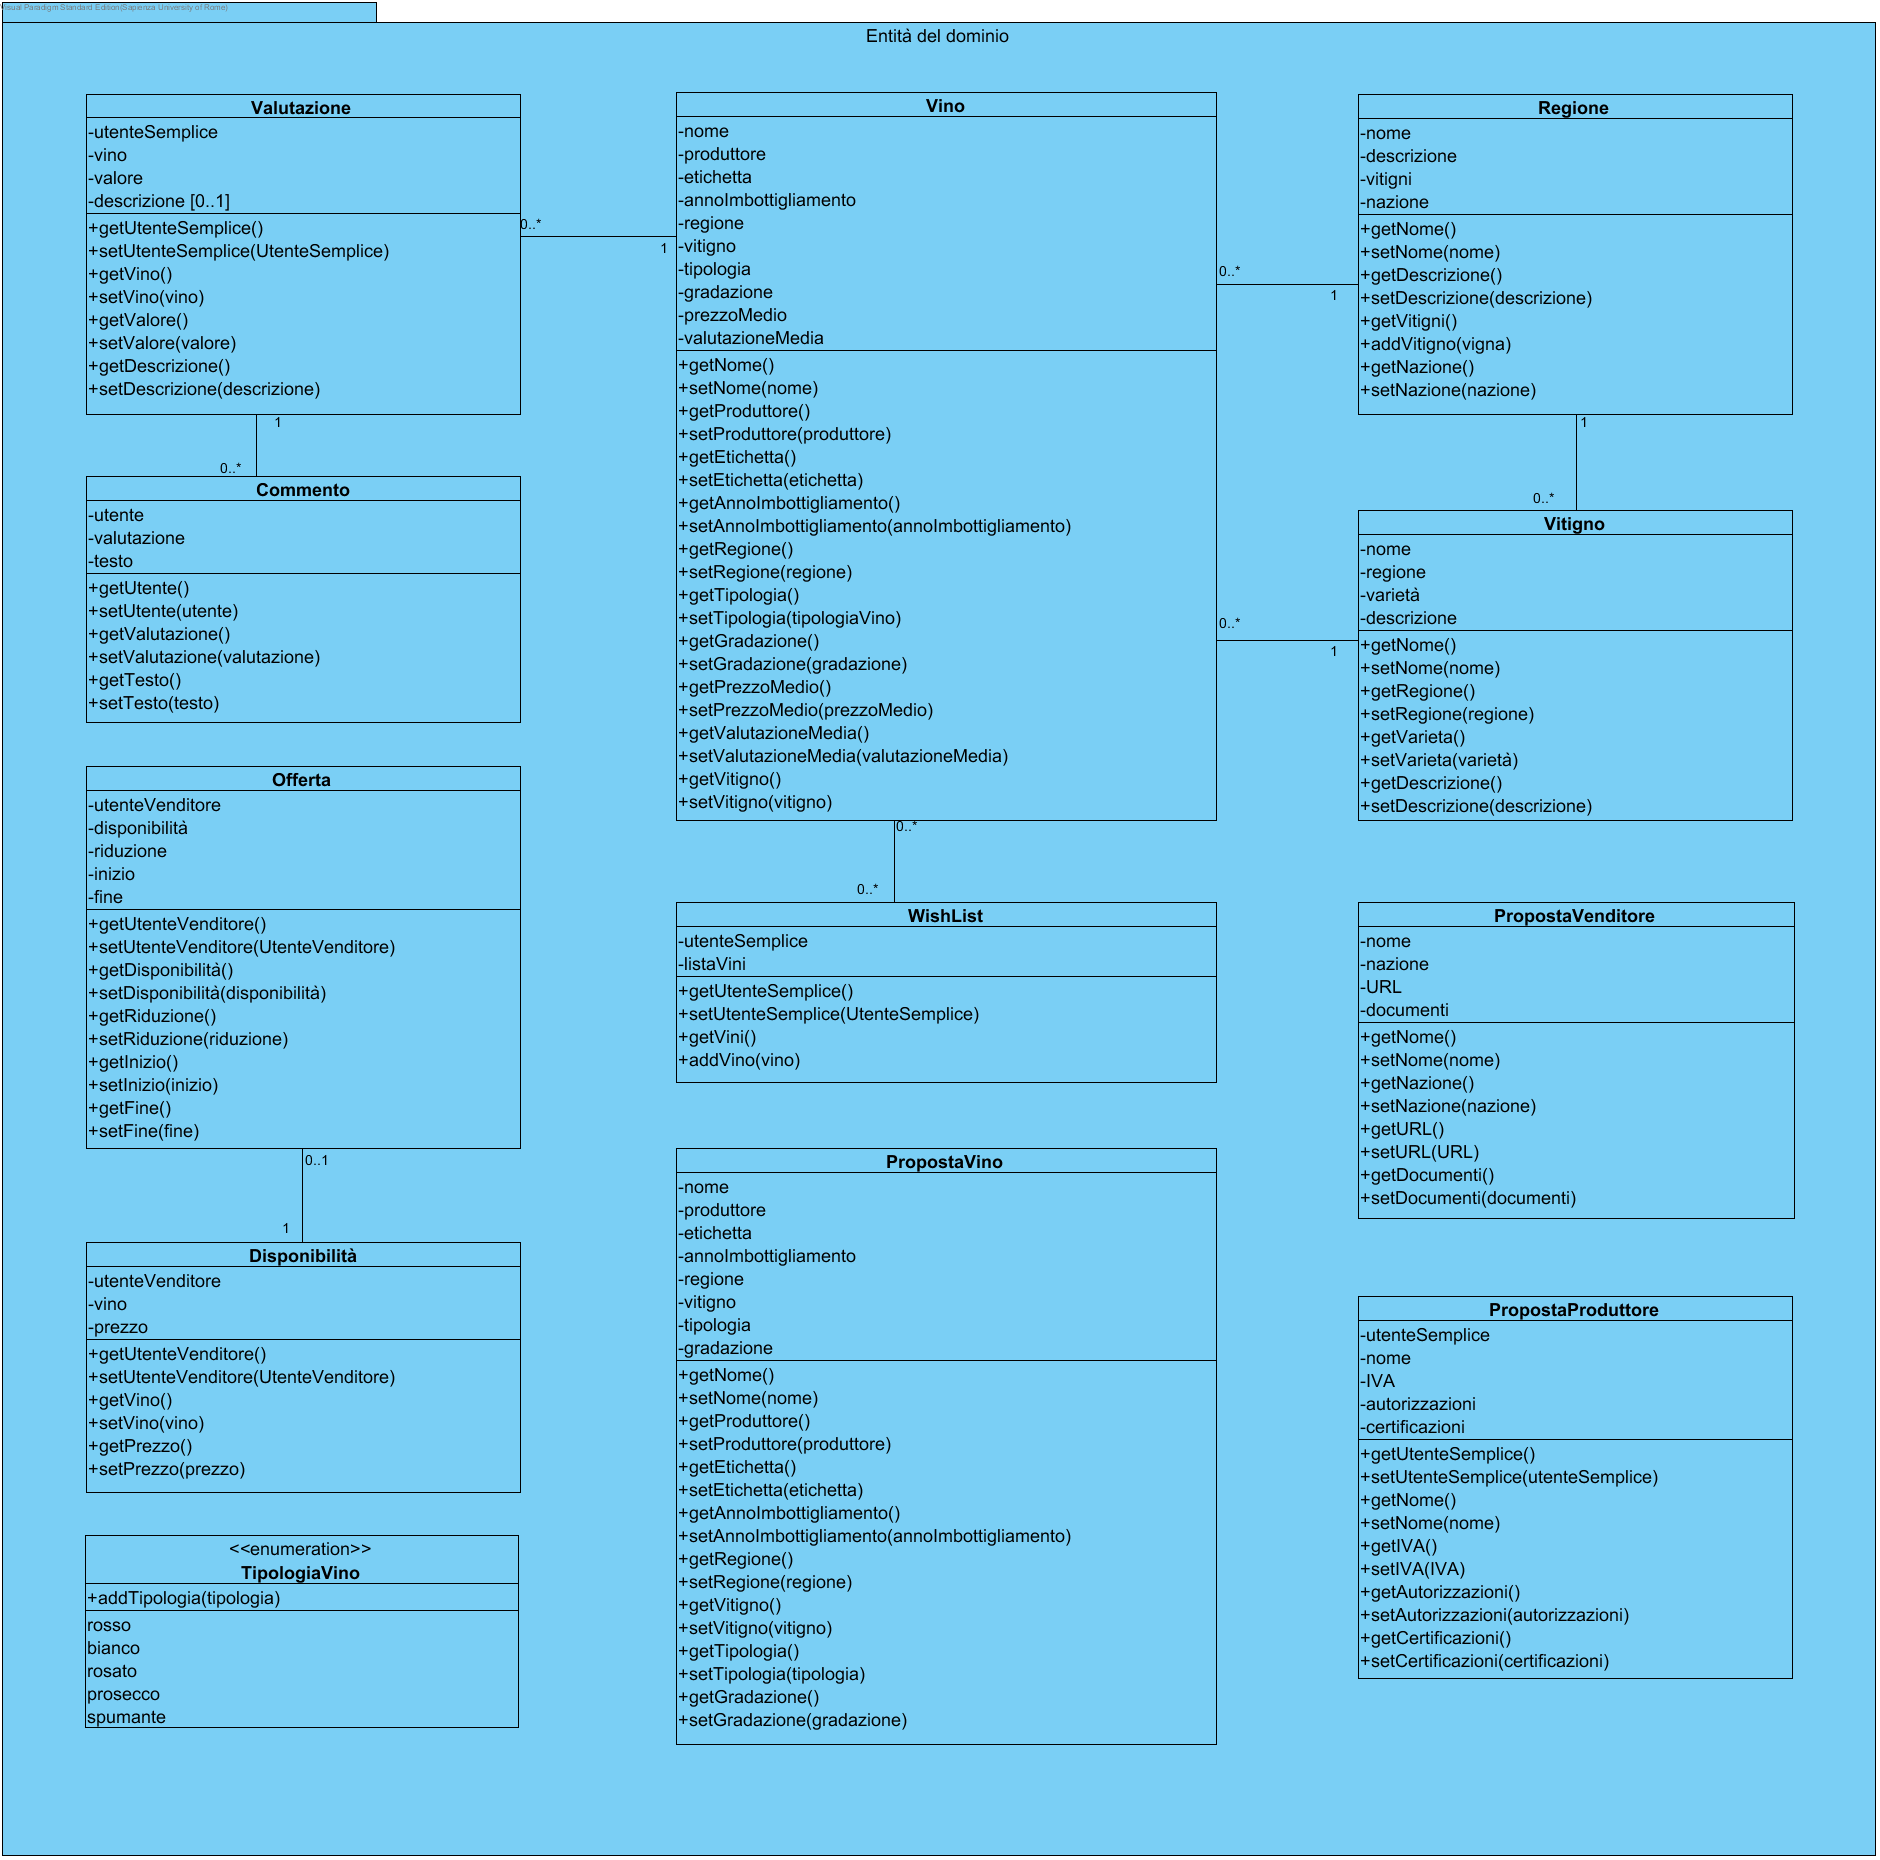 Visual Paradigm Standard Edition(Sapienza University of Rome)
Entità del dominio
Valutazione
-utenteSemplice
-vino
-valore
-descrizione [0..1]
+getUtenteSemplice()
+setUtenteSemplice(UtenteSemplice)
+getVino()
+setVino(vino)
+getValore()
+setValore(valore)
+getDescrizione()
+setDescrizione(descrizione)
0..*
1
1
0..*
Commento
-utente
-valutazione
-testo
+getUtente()
+setUtente(utente)
+getValutazione()
+setValutazione(valutazione)
+getTesto()
+setTesto(testo)
Offerta
-utenteVenditore
-disponibilità
-riduzione
-inizio
-fine
+getUtenteVenditore()
+setUtenteVenditore(UtenteVenditore)
+getDisponibilità()
+setDisponibilità(disponibilità)
+getRiduzione()
+setRiduzione(riduzione)
+getInizio()
+setInizio(inizio)
+getFine()
+setFine(fine)
0..1
1
Disponibilità
-utenteVenditore
-vino
-prezzo
+getUtenteVenditore()
+setUtenteVenditore(UtenteVenditore)
+getVino()
+setVino(vino)
+getPrezzo()
+setPrezzo(prezzo)
<<enumeration>>
TipologiaVino
+addTipologia(tipologia)
rosso
bianco
rosato
prosecco
spumante
Vino
-nome
-produttore
-etichetta
-annoImbottigliamento
-regione
-vitigno
-tipologia
-gradazione
-prezzoMedio
-valutazioneMedia
+getNome()
+setNome(nome)
+getProduttore()
+setProduttore(produttore)
+getEtichetta()
+setEtichetta(etichetta)
+getAnnoImbottigliamento()
+setAnnoImbottigliamento(annoImbottigliamento)
+getRegione()
+setRegione(regione)
+getTipologia()
+setTipologia(tipologiaVino)
+getGradazione()
+setGradazione(gradazione)
+getPrezzoMedio()
+setPrezzoMedio(prezzoMedio)
+getValutazioneMedia()
+setValutazioneMedia(valutazioneMedia)
+getVitigno()
+setVitigno(vitigno)
0..*
0..*
WishList
-utenteSemplice
-listaVini
+getUtenteSemplice()
+setUtenteSemplice(UtenteSemplice)
+getVini()
+addVino(vino)
PropostaVino
-nome
-produttore
-etichetta
-annoImbottigliamento
-regione
-vitigno
-tipologia
-gradazione
+getNome()
+setNome(nome)
+getProduttore()
+setProduttore(produttore)
+getEtichetta()
+setEtichetta(etichetta)
+getAnnoImbottigliamento()
+setAnnoImbottigliamento(annoImbottigliamento)
+getRegione()
+setRegione(regione)
+getVitigno()
+setVitigno(vitigno)
+getTipologia()
+setTipologia(tipologia)
+getGradazione()
+setGradazione(gradazione)
0..*
1
0..*
1
Regione
-nome
-descrizione
-vitigni
-nazione
+getNome()
+setNome(nome)
+getDescrizione()
+setDescrizione(descrizione)
+getVitigni()
+addVitigno(vigna)
+getNazione()
+setNazione(nazione)
1
0..*
Vitigno
-nome
-regione
-varietà
-descrizione
+getNome()
+setNome(nome)
+getRegione()
+setRegione(regione)
+getVarieta()
+setVarieta(varietà)
+getDescrizione()
+setDescrizione(descrizione)
PropostaVenditore
-nome
-nazione
-URL
-documenti
+getNome()
+setNome(nome)
+getNazione()
+setNazione(nazione)
+getURL()
+setURL(URL)
+getDocumenti()
+setDocumenti(documenti)
PropostaProduttore
-utenteSemplice
-nome
-IVA
-autorizzazioni
-certificazioni
+getUtenteSemplice()
+setUtenteSemplice(utenteSemplice)
+getNome()
+setNome(nome)
+getIVA()
+setIVA(IVA)
+getAutorizzazioni()
+setAutorizzazioni(autorizzazioni)
+getCertificazioni()
+setCertificazioni(certificazioni)